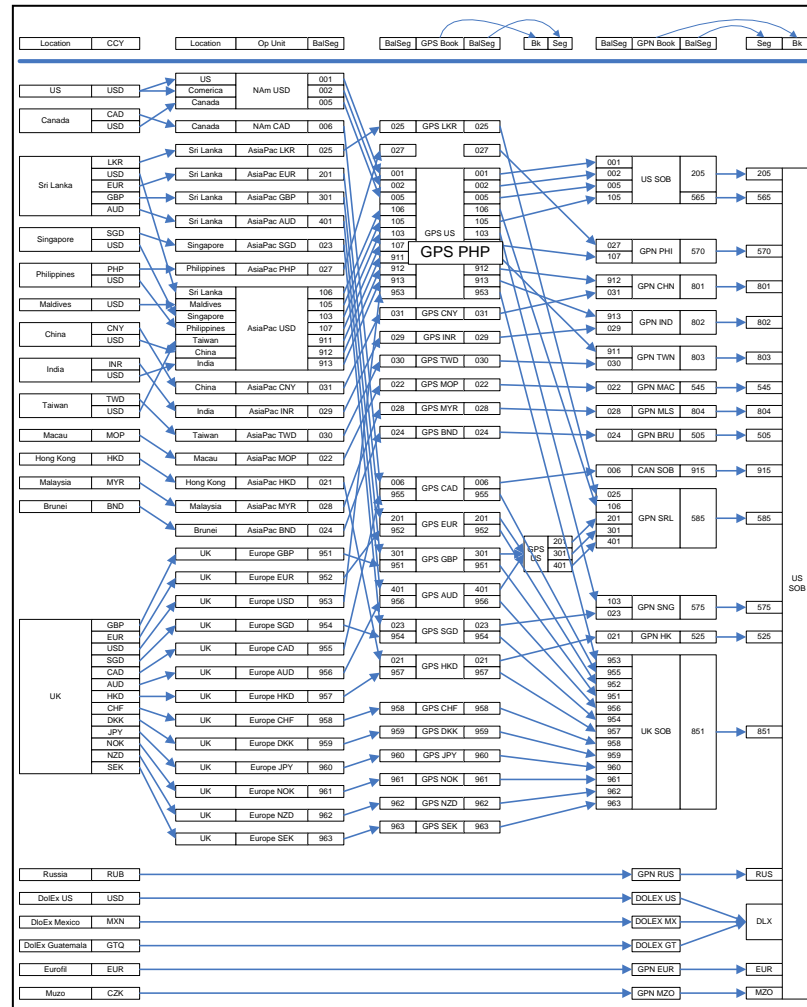 Location CCY Location Op Unit BalSeg BalSeg GPS Book BalSeg Bk Seg BalSeg GPN Book BalSeg Seg Bk
US USD
Canada CAD
USD
Sri Lanka LKR
USD
EUR
GBP
AUD
Singapore SGD
USD
Philippines PHP
USD
Maldives USD
China CNY
USD
India INR
USD
Taiwan TWD
USD
Macau MOP
Hong Kong HKD
Malaysia MYR
Brunei BND
UK GBP
EUR
USD
SGD
CAD
AUD
HKD
CHF
DKK
JPY
NOK
NZD
SEK
US NAm USD 001
Comerica 002
Canada 005
Canada NAm CAD 006
Sri Lanka AsiaPac LKR 025
Sri Lanka AsiaPac EUR 201
Sri Lanka AsiaPac GBP 301
Sri Lanka AsiaPac AUD 401
Singapore AsiaPac SGD 023
Philippines AsiaPac PHP 027
Sri Lanka AsiaPac USD 106
Maldives 105
Singapore 103
Philippines 107
Taiwan 911
China 912
India 913
China AsiaPac CNY 031
India AsiaPac INR 029
Taiwan AsiaPac TWD 030
Macau AsiaPac MOP 022
Hong Kong AsiaPac HKD 021
Malaysia AsiaPac MYR 028
Brunei AsiaPac BND 024
UK Europe GBP 951
UK Europe EUR 952
UK Europe USD 953
UK Europe SGD 954
UK Europe CAD 955
UK Europe AUD 956
UK Europe HKD 957
UK Europe CHF 958
UK Europe DKK 959
UK Europe JPY 960
UK Europe NOK 961
UK Europe NZD 962
UK Europe SEK 963
025 GPS LKR 025
027 027
001 GPS US 001
002 002
005 005
106 106
105 105
103 103
107 GPS PHP
911
912 912
913 913
953 953
031 GPS CNY 031
029 GPS INR 029
030 GPS TWD 030
022 GPS MOP 022
028 GPS MYR 028
024 GPS BND 024
006 GPS CAD 006
955 955
201 GPS EUR 201
952 952
301 GPS GBP 301
951 951
401 GPS AUD 401
956 956
023 GPS SGD 023
954 954
021 GPS HKD 021
957 957
958 GPS CHF 958
959 GPS DKK 959
960 GPS JPY 960
961 GPS NOK 961
962 GPS NZD 962
963 GPS SEK 963
GPS US 201
301
401
001 US SOB 205 205
002
005
105 565 565
027 GPN PHI 570 570
107
912 GPN CHN 801 801
031
913 GPN IND 802 802
029
911 GPN TWN 803 803
030
022 GPN MAC 545 545
028 GPN MLS 804 804
024 GPN BRU 505 505
006 CAN SOB 915 915
025 GPN SRL 585 585
106
201
301
401
103 GPN SNG 575 575
023
021 GPN HK 525 525
953 UK SOB 851 851
955
952
951
956
954
957
958
959
960
961
962
963
US
SOB
Russia RUB GPN RUS RUS
DolEx US USD DOLEX US
DloEx Mexico MXN DOLEX MX DLX
DolEx Guatemala GTQ DOLEX GT
Eurofil EUR GPN EUR EUR
Muzo CZK GPN MZO MZO